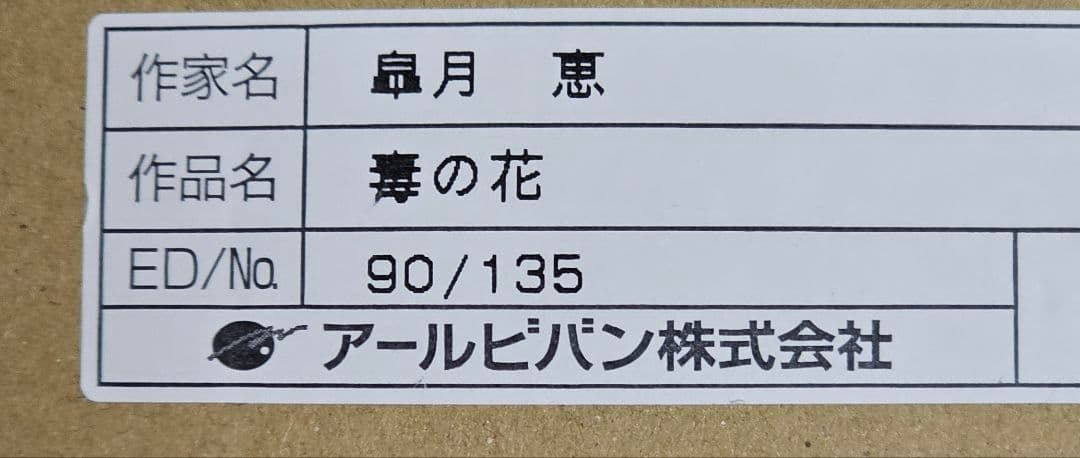 作家名 皐月 恵
作品名 の花
ED/No. 90/135
アールビバン株式会社